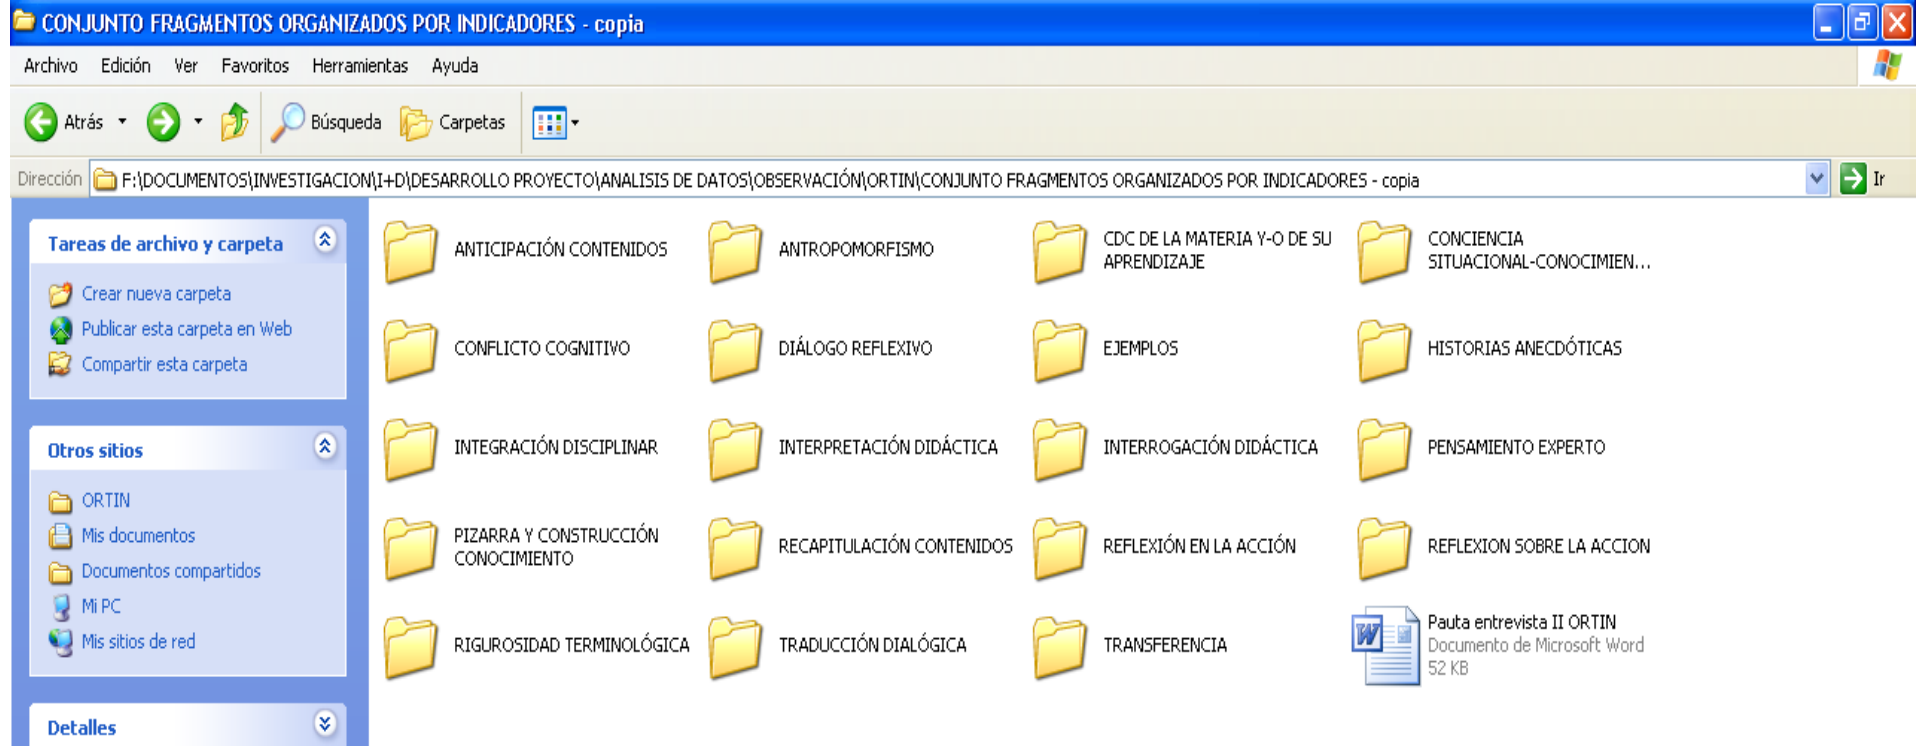 CONJUNTO FRAGMENTOS ORGANIZADOS POR INDICADORES - copia
Archivo Edición Ver Favoritos Herramientas Ayuda
Atrás Búsqueda Carpetas
Dirección F:\DOCUMENTOS\INVESTIGACION\I+D\DESARROLLO PROYECTO\ANALISIS DE DATOS\OBSERVACIÓN\ORTIN\CONJUNTO FRAGMENTOS ORGANIZADOS POR INDICADORES - copia Ir
Tareas de archivo y carpeta
Crear nueva carpeta
Publicar esta carpeta en Web
Compartir esta carpeta
Otros sitios
ORTIN
Mis documentos
Documentos compartidos
Mi PC
Mis sitios de red
Detalles
ANTICIPACIÓN CONTENIDOS
ANTROPOMORFISMO
CDC DE LA MATERIA Y-O DE SU
APRENDIZAJE
CONCIENCIA
SITUACIONAL-CONOCIMIEN...
CONFLICTO COGNITIVO
DIÁLOGO REFLEXIVO
EJEMPLOS
HISTORIAS ANECDÓTICAS
INTEGRACIÓN DISCIPLINAR
INTERPRETACIÓN DIDÁCTICA
INTERROGACIÓN DIDÁCTICA
PENSAMIENTO EXPERTO
PIZARRA Y CONSTRUCCIÓN
CONOCIMIENTO
RECAPITULACIÓN CONTENIDOS
REFLEXIÓN EN LA ACCIÓN
REFLEXION SOBRE LA ACCION
RIGUROSIDAD TERMINOLÓGICA
TRADUCCIÓN DIALÓGICA
TRANSFERENCIA
Pauta entrevista II ORTIN
Documento de Microsoft Word
52 KB